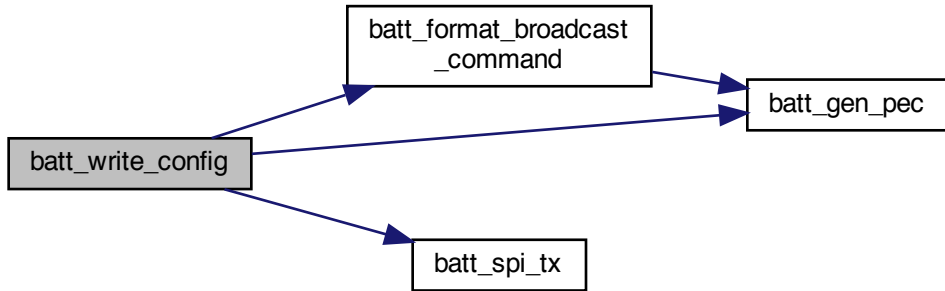 batt_format_broadcast
_command
batt_gen_pec
batt_write_config
batt_spi_tx